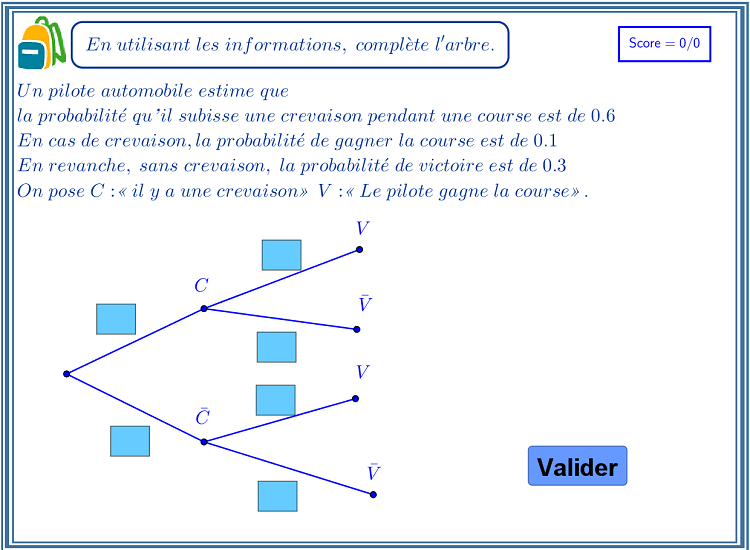 En utilisant les informations, complète l'arbre.
Score = 0/0
Un pilote automobile estime que
la probabilité qu'il subisse une crevaison pendant une course est de 0.6
En cas de crevaison, la probabilité de gagner la course est de 0.1
En revanche, sans crevaison, la probabilité de victoire est de 0.3
On pose C : « il y a une crevaison» V : « Le pilote gagne la course» .
V
C
V̄
V
C̄
V̄
Valider